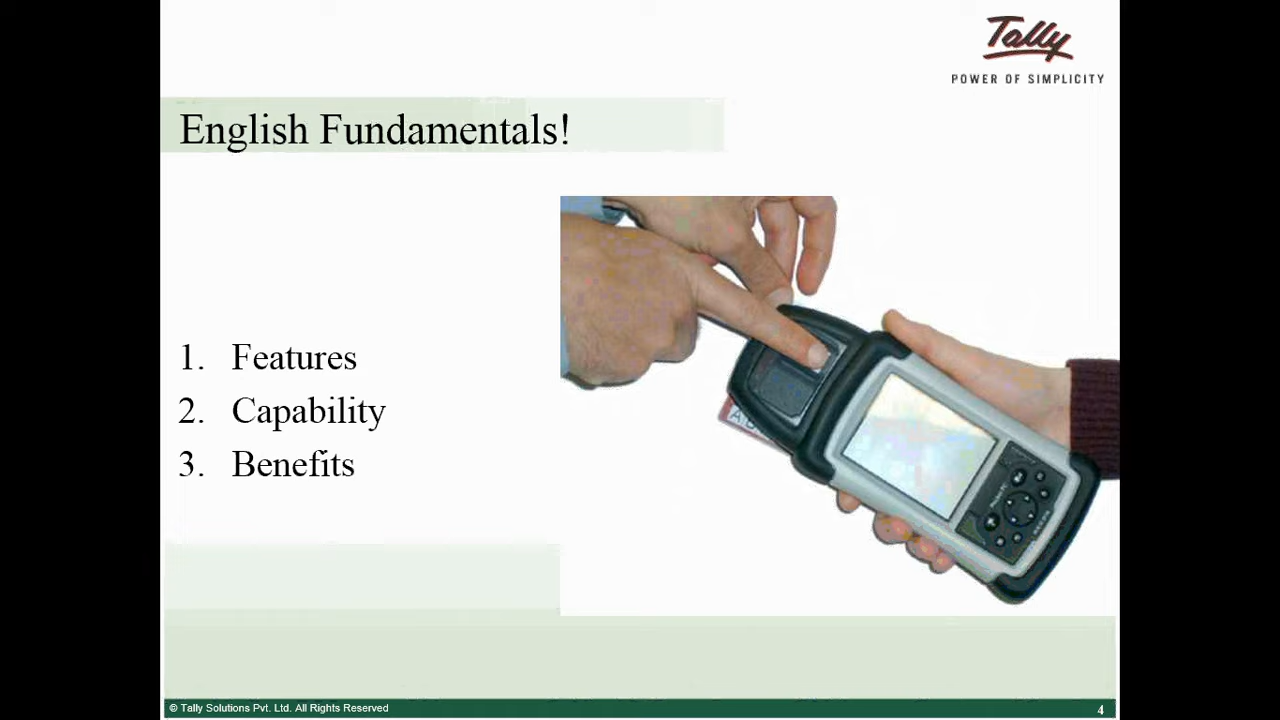 Tally
POWER OF SIMPLICITY
English Fundamentals!
1. Features
2. Capability
3. Benefits
© Tally Solutions Pvt. Ltd. All Rights Reserved
4